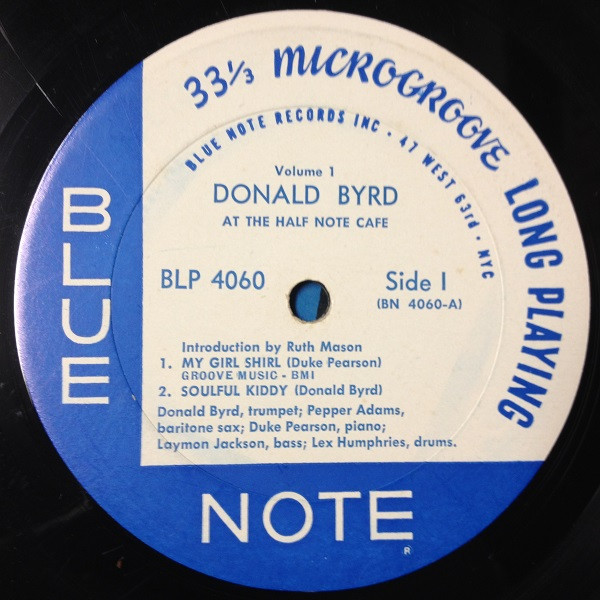 33⅓ MICROGROOVE LONG PLAYING
BLUE NOTE RECORDS INC · 47 WEST 63rd · NYC
Volume 1
DONALD BYRD
AT THE HALF NOTE CAFE
BLP 4060
Side 1
(BN 4060-A)
Introduction by Ruth Mason
1. MY GIRL SHIRL (Duke Pearson)
GROOVE MUSIC - BMI
2. SOULFUL KIDDY (Donald Byrd)
Donald Byrd, trumpet; Pepper Adams,
baritone sax; Duke Pearson, piano;
Laymon Jackson, bass; Lex Humphries, drums.
BLUE
NOTE
R